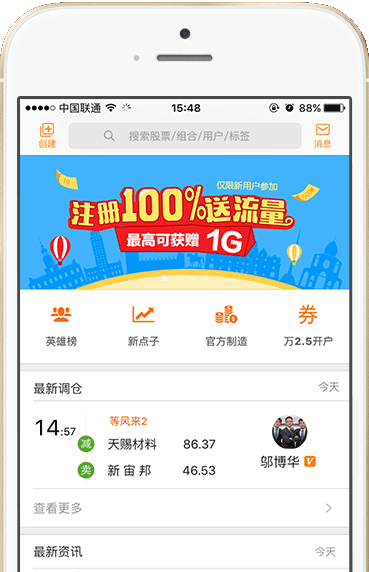 中国联通 15:48 88%
创建 搜索股票/组合/用户/标签 消息
仅限新用户参加
注册100%送流量
最高可获赠 1G
英雄榜 新点子 官方制造 万2.5开户
券
最新调仓 今天
等风来2
14:57
减 天赐材料 86.37
卖 新宙邦 46.53
邬博华 V
查看更多
最新资讯 今天